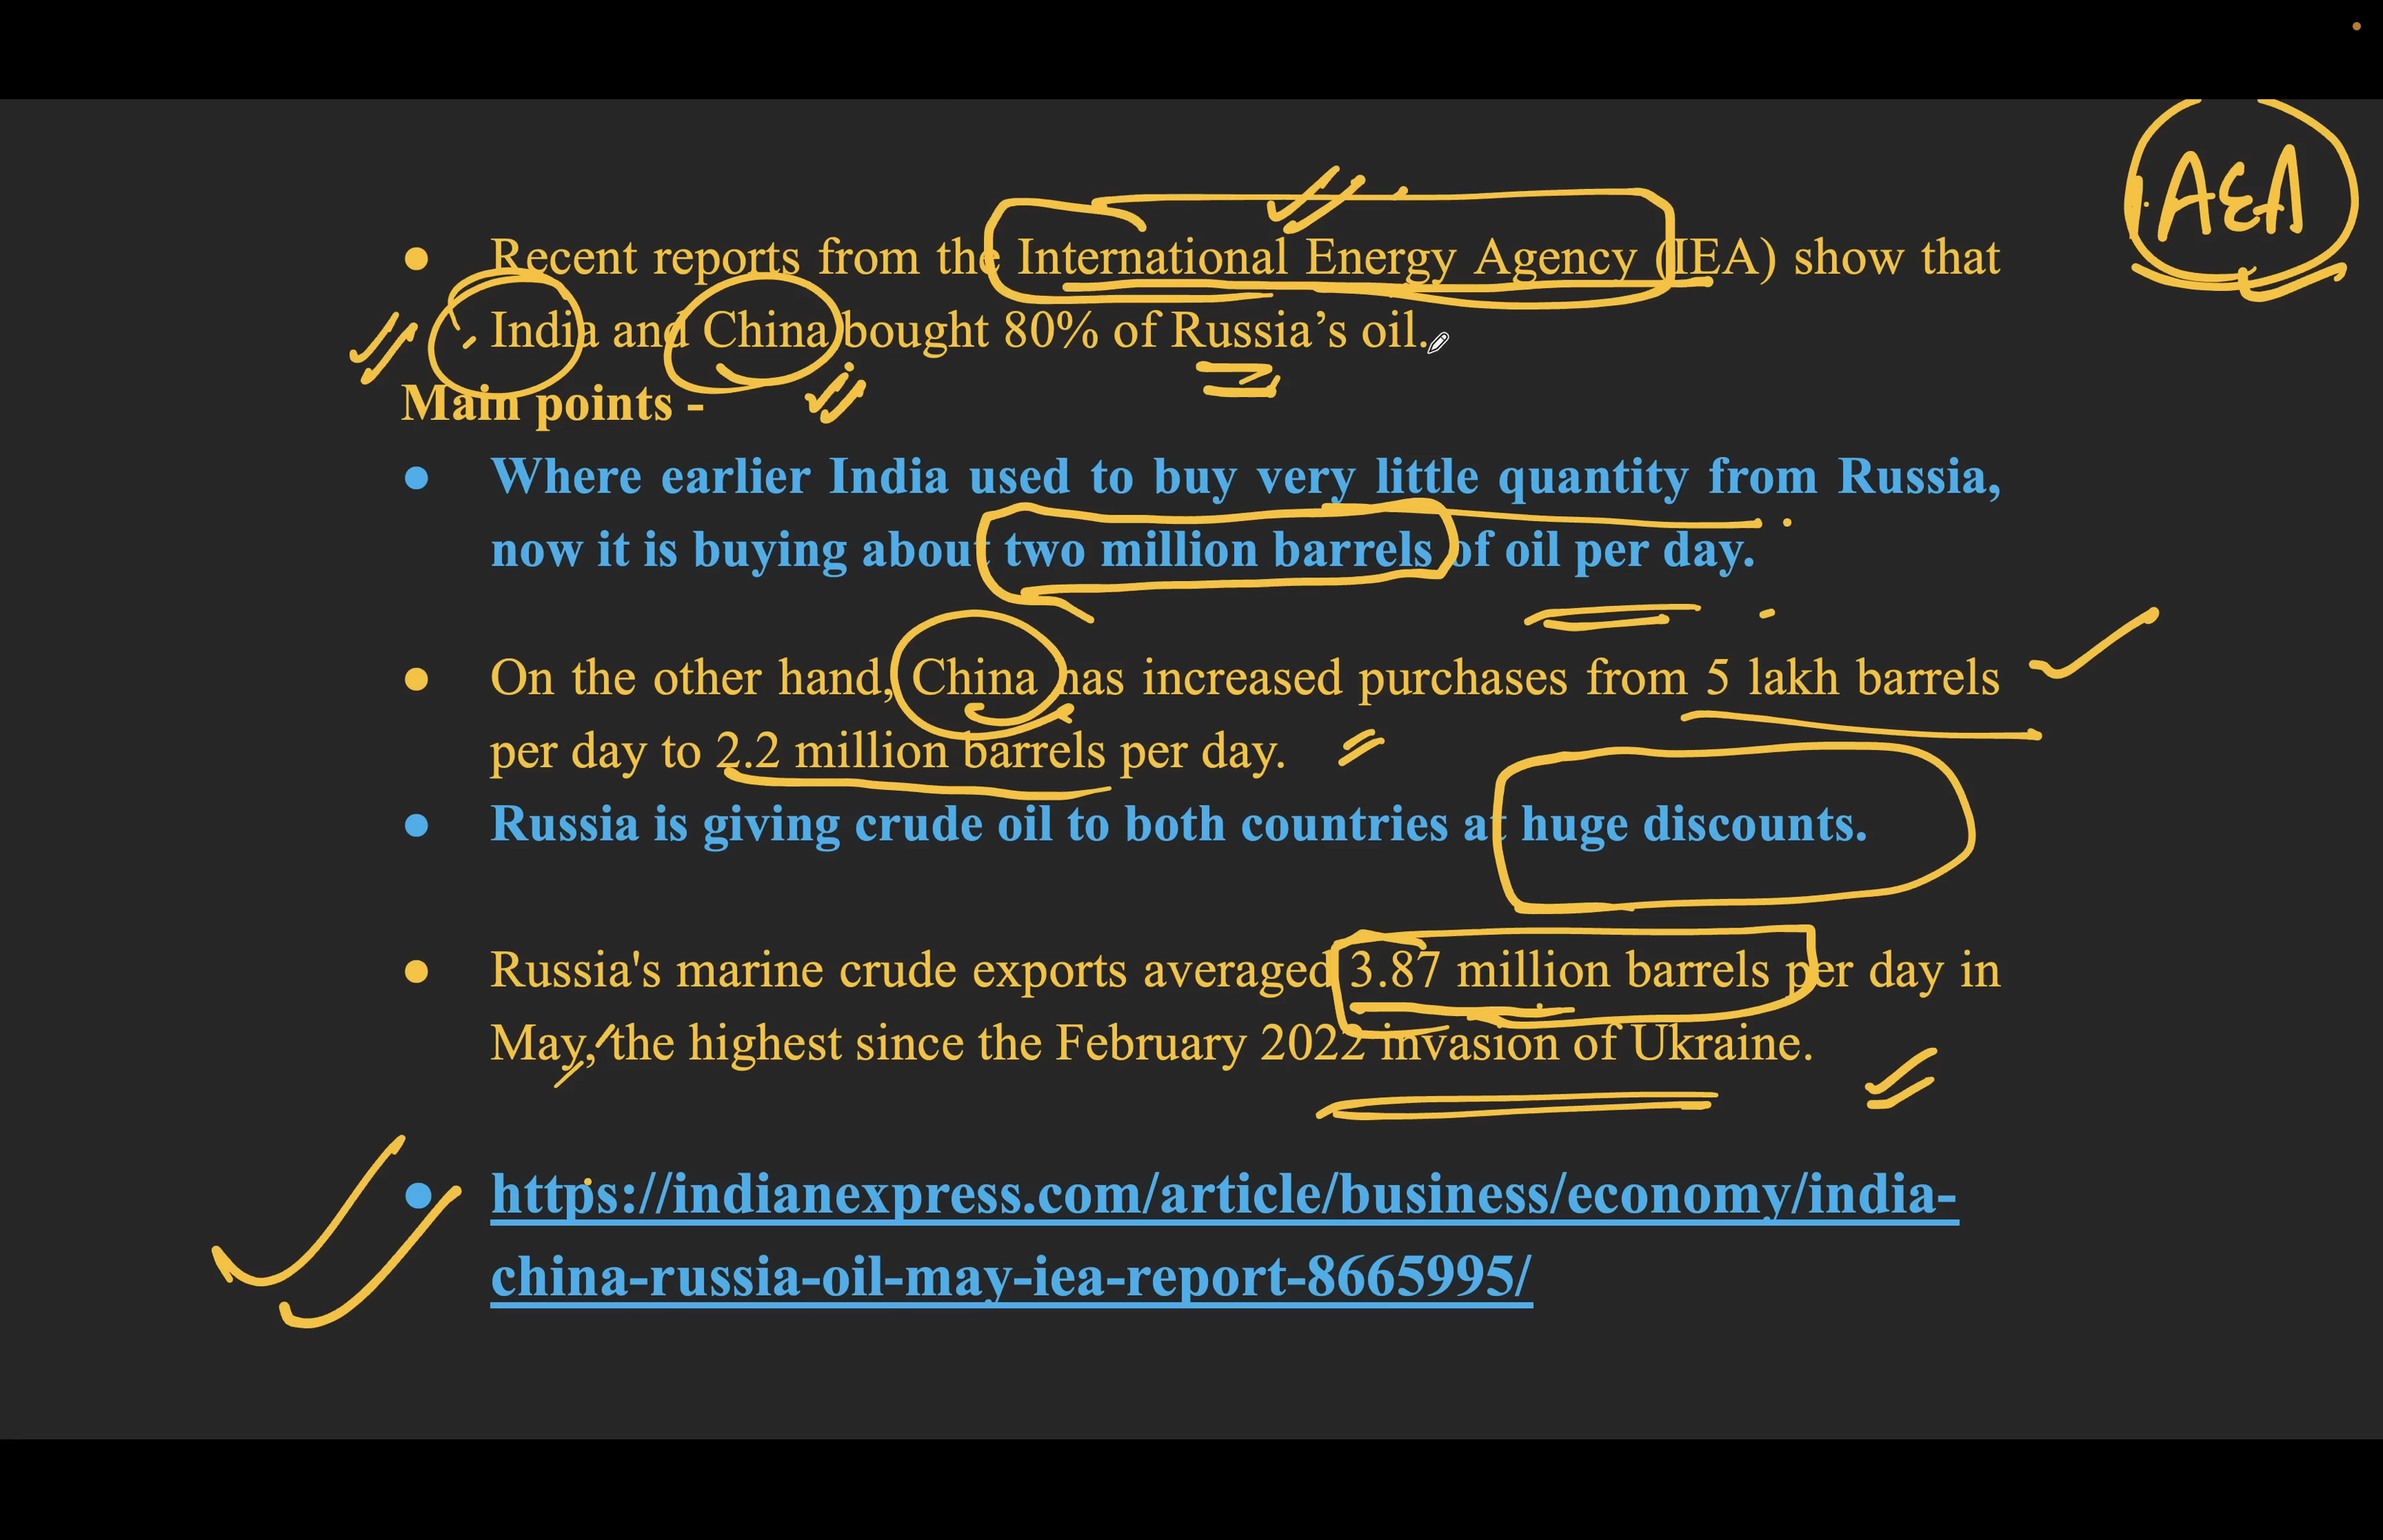 IAEA
Recent reports from the International Energy Agency (IEA) show that
India and China bought 80% of Russia’s oil.
Main points -
Where earlier India used to buy very little quantity from Russia,
now it is buying about two million barrels of oil per day.
On the other hand, China has increased purchases from 5 lakh barrels
per day to 2.2 million barrels per day.
Russia is giving crude oil to both countries at huge discounts.
Russia's marine crude exports averaged 3.87 million barrels per day in
May, the highest since the February 2022 invasion of Ukraine.
https://indianexpress.com/article/business/economy/india-
china-russia-oil-may-iea-report-8665995/